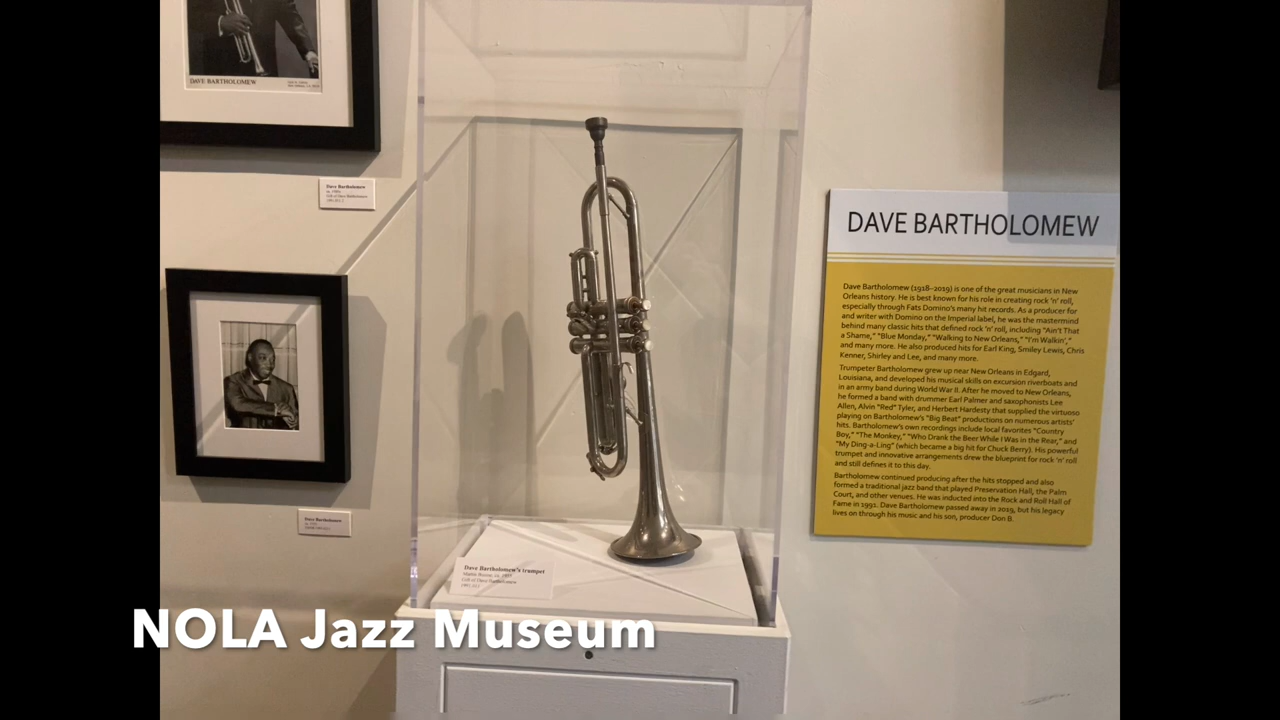 DAVE BARTHOLOMEW
Dave Bartholomew
Gift of Dave Bartholomew
Dave Bartholomew
DAVE BARTHOLOMEW
Dave Bartholomew (1918–2019) is one of the great musicians in New
Orleans history. He is best known for his role in creating rock 'n' roll,
especially through Fats Domino's many hit records. As a producer for
and writer with Domino on the Imperial label, he was the mastermind
behind many classic hits that defined rock 'n' roll, including "Ain't That
a Shame," "Blue Monday," "Walking to New Orleans," "I'm Walkin',"
and many more. He also produced hits for Earl King, Smiley Lewis, Chris
Kenner, Shirley and Lee, and many more.
Trumpeter Bartholomew grew up near New Orleans in Edgard,
Louisiana, and developed his musical skills on excursion riverboats and
in an army band during World War II. After he moved to New Orleans,
he formed a band with drummer Earl Palmer and saxophonists Lee
Allen, Alvin "Red" Tyler, and Herbert Hardesty that supplied the virtuoso
playing on Bartholomew's "Big Beat" productions on numerous artists'
hits. Bartholomew's own recordings include local favorites "Country
Boy," "The Monkey," "Who Drank the Beer While I Was in the Rear," and
"My Ding-a-Ling" (which became a big hit for Chuck Berry). His powerful
trumpet and innovative arrangements drew the blueprint for rock 'n' roll
and still defines it to this day.
Bartholomew continued producing after the hits stopped and also
formed a traditional jazz band that played Preservation Hall, the Palm
Court, and other venues. He was inducted into the Rock and Roll Hall of
Fame in 1991. Dave Bartholomew passed away in 2019, but his legacy
lives on through his music and his son, producer Don B.
Dave Bartholomew's trumpet
Gift of Dave Bartholomew
NOLA Jazz Museum